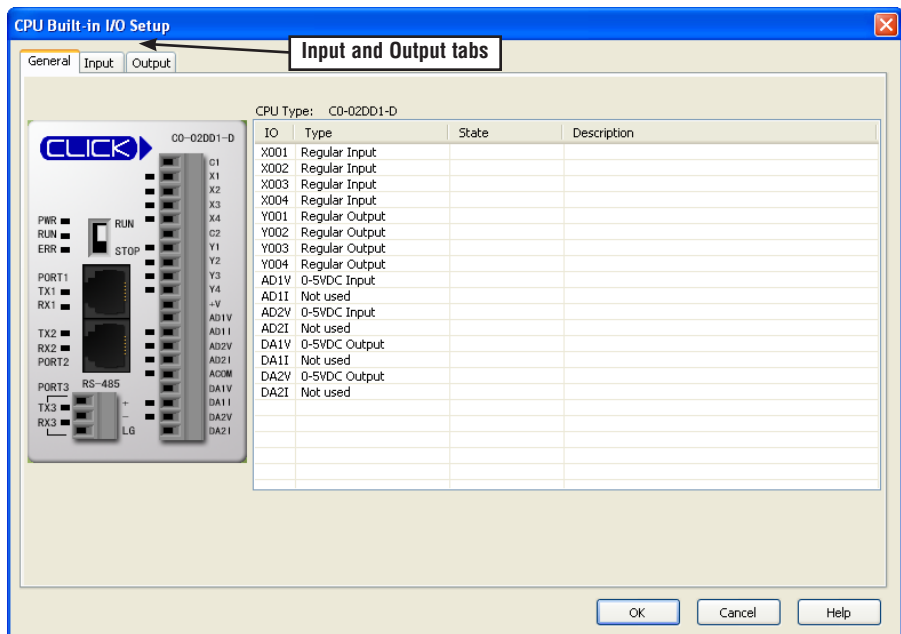 CPU Built-in I/O Setup
Input and Output tabs
General Input Output
CPU Type: C0-02DD1-D
CLICK
C0-02DD1-D
C1
X1
X2
X3
X4
C2
Y1
Y2
Y3
Y4
+V
AD1V
AD1I
AD2V
AD2I
ACOM
DA1V
DA1I
DA2V
DA2I
PWR
RUN
ERR
RUN
STOP
PORT1
TX1
RX1
TX2
RX2
PORT2
PORT3 RS-485
TX3 +
RX3 -
LG
IO Type State Description
X001 Regular Input
X002 Regular Input
X003 Regular Input
X004 Regular Input
Y001 Regular Output
Y002 Regular Output
Y003 Regular Output
Y004 Regular Output
AD1V 0-5VDC Input
AD1I Not used
AD2V 0-5VDC Input
AD2I Not used
DA1V 0-5VDC Output
DA1I Not used
DA2V 0-5VDC Output
DA2I Not used
OK Cancel Help